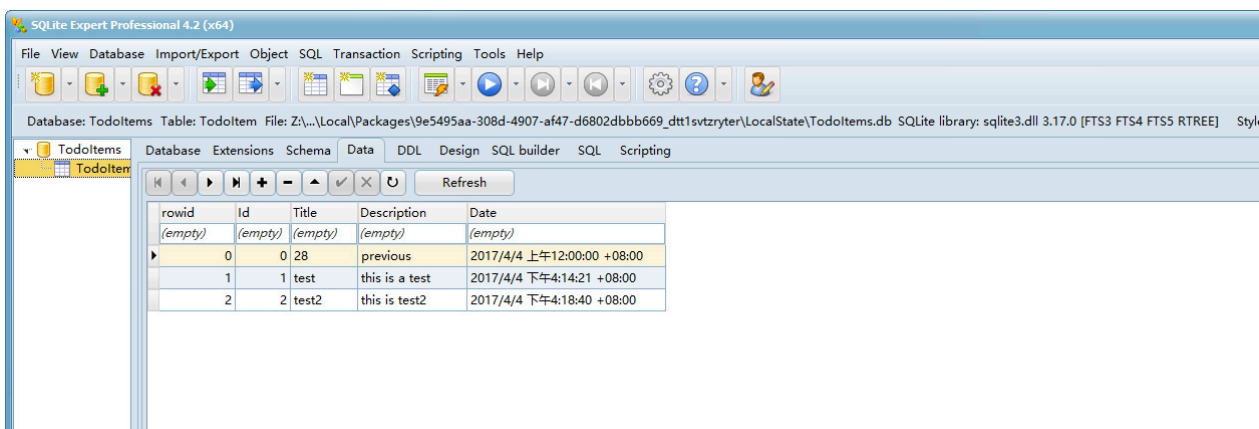 SQLite Expert Professional 4.2 (x64)
File View Database Import/Export Object SQL Transaction Scripting Tools Help
Database: TodoItems Table: TodoItem File: Z:\...\Local\Packages\9e5495aa-308d-4907-af47-d6802dbbb669_dtt1svtzryter\LocalState\TodoItems.db SQLite library: sqlite3.dll 3.17.0 [FTS3 FTS4 FTS5 RTREE] Styl
TodoItems
TodoItem
Database Extensions Schema Data DDL Design SQL builder SQL Scripting
Refresh
rowid Id Title Description Date
(empty) (empty) (empty) (empty) (empty)
0 0 28 previous 2017/4/4 上午12:00:00 +08:00
1 1 test this is a test 2017/4/4 下午4:14:21 +08:00
2 2 test2 this is test2 2017/4/4 下午4:18:40 +08:00